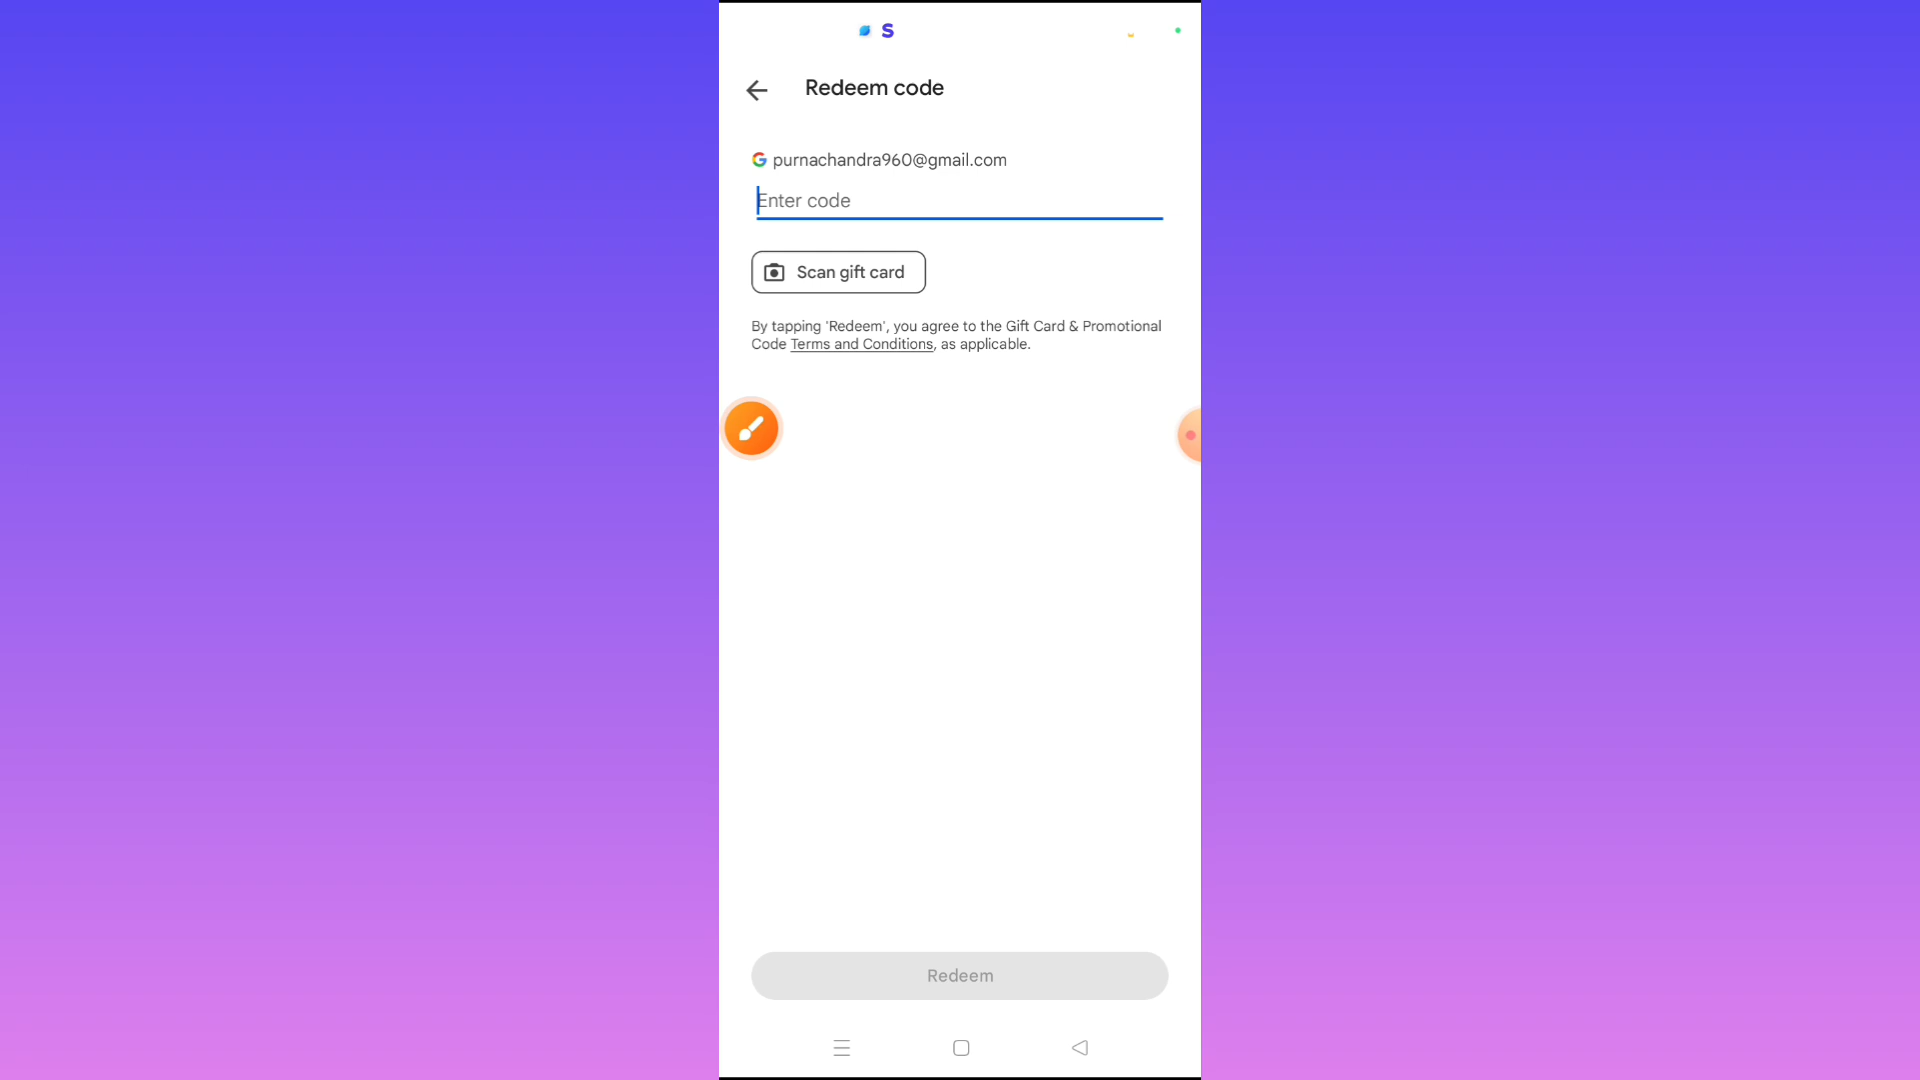 S
Redeem code
purnachandra960@gmail.com
Enter code
Scan gift card
By tapping 'Redeem', you agree to the Gift Card & Promotional
Code Terms and Conditions, as applicable.
Redeem